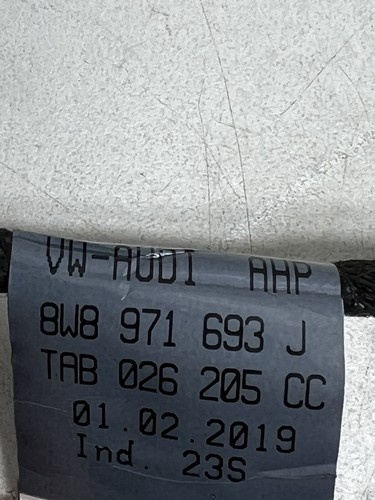 VW-AUDI AHP
8W8 971 693 J
TAB 026 205 CC
01.02.2019
Ind. 23S